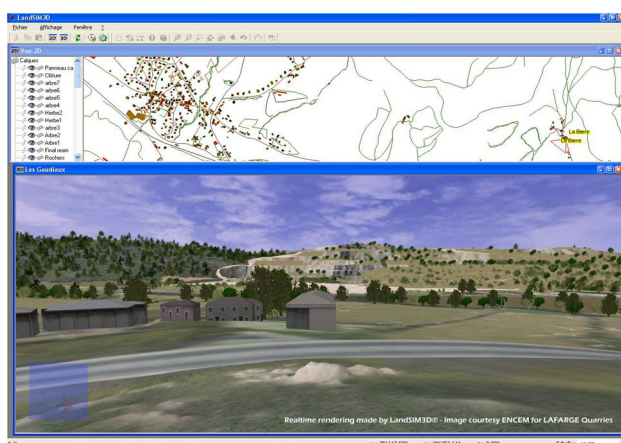 LandSIM3D
Fichier Affichage Fenêtre ?
2D 3D
2D Vue 2D
Calques
Panneau ca
Clôture
arbre7
arbre6
arbre5
arbre4
Herbe2
Herbe1
arbre3
Arbre2
Arbre1
Final ream
Rochers
La Barre
La Barre
3D Les Gaudiaux
Realtime rendering made by LandSIM3D® - Image courtesy ENCEM for LAFARGE Quarries